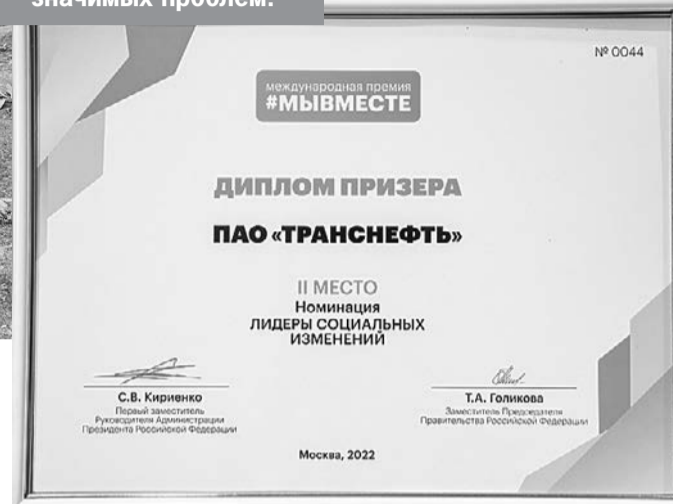 значимых проблем.
№ 0044
международная премия
#МЫВМЕСТЕ
ДИПЛОМ ПРИЗЕРА
ПАО «ТРАНСНЕФТЬ»
II МЕСТО
Номинация
ЛИДЕРЫ СОЦИАЛЬНЫХ
ИЗМЕНЕНИЙ
С.В. Кириенко
Первый заместитель
Руководителя Администрации
Президента Российской Федерации
Т.А. Голикова
Заместитель Председателя
Правительства Российской Федерации
Москва, 2022